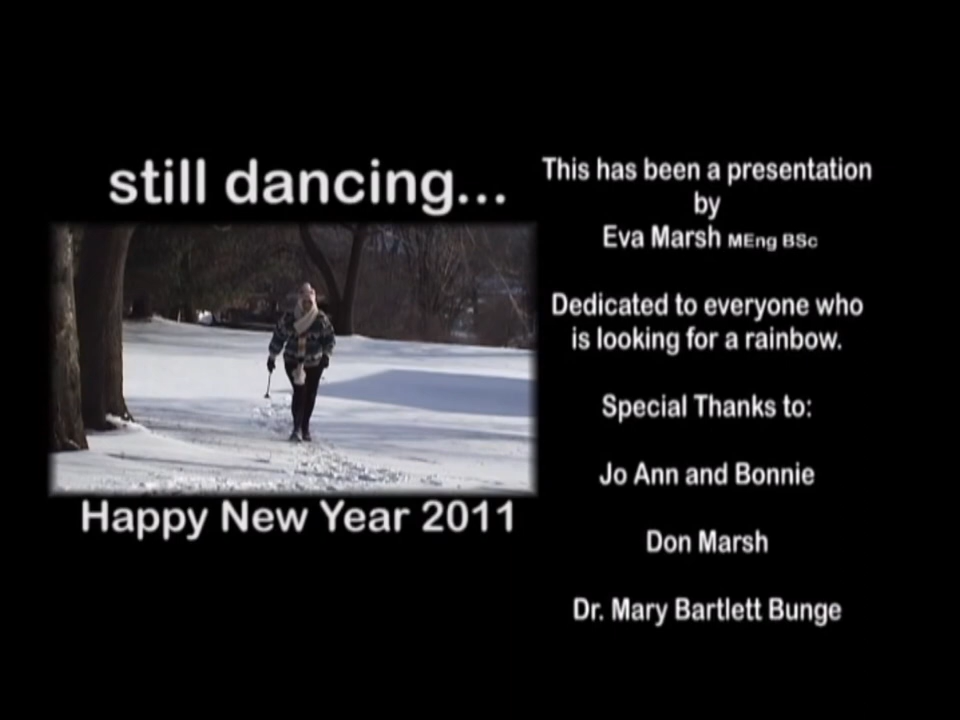 still dancing...
Happy New Year 2011
This has been a presentation
by
Eva Marsh MEng BSc
Dedicated to everyone who
is looking for a rainbow.
Special Thanks to:
Jo Ann and Bonnie
Don Marsh
Dr. Mary Bartlett Bunge